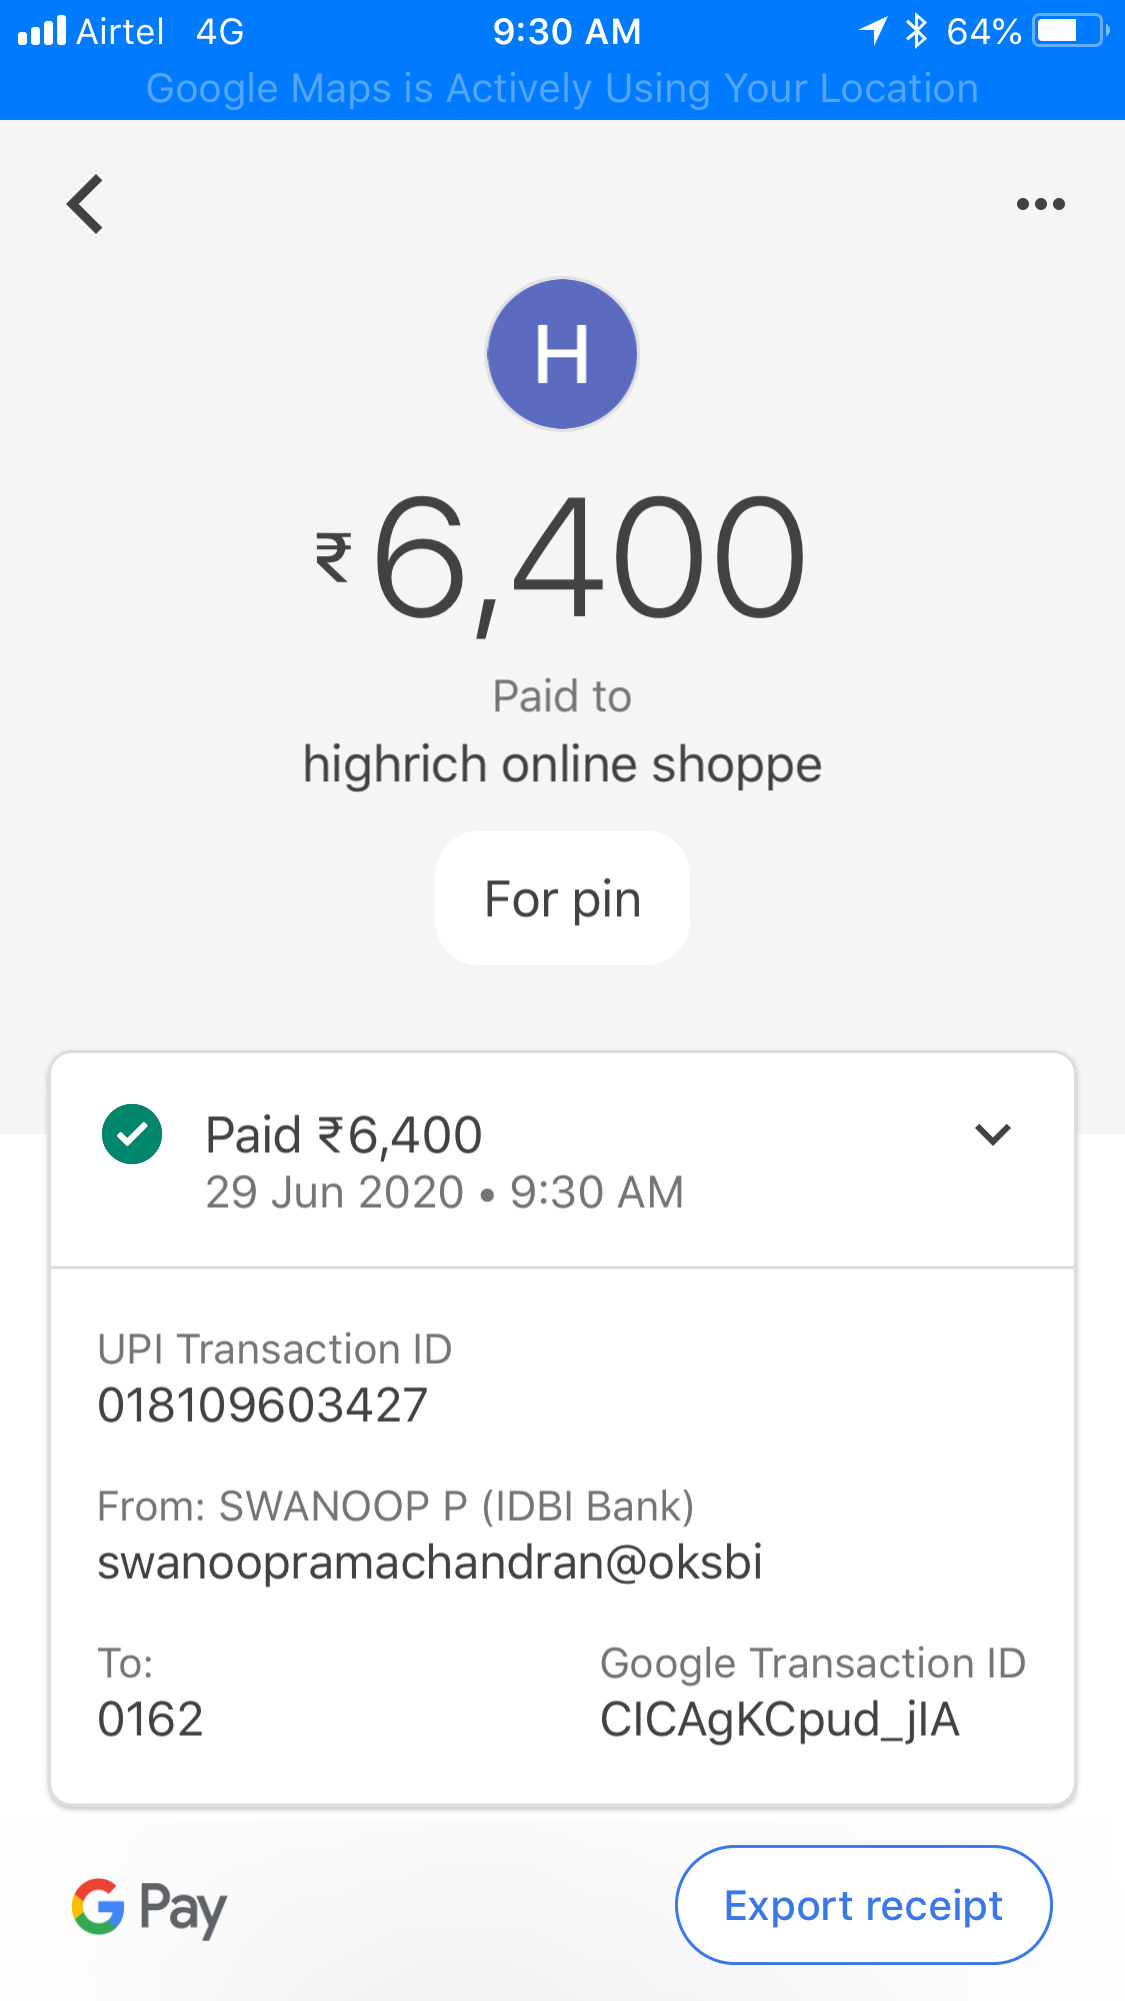 Airtel 4G 9:30 AM 64%
Google Maps is Actively Using Your Location
H
₹6,400
Paid to
highrich online shoppe
For pin
Paid ₹6,400
29 Jun 2020 • 9:30 AM
UPI Transaction ID
018109603427
From: SWANOOP P (IDBI Bank)
swanoopramachandran@oksbi
To:
0162
Google Transaction ID
CICAgKCpud_jIA
G Pay
Export receipt